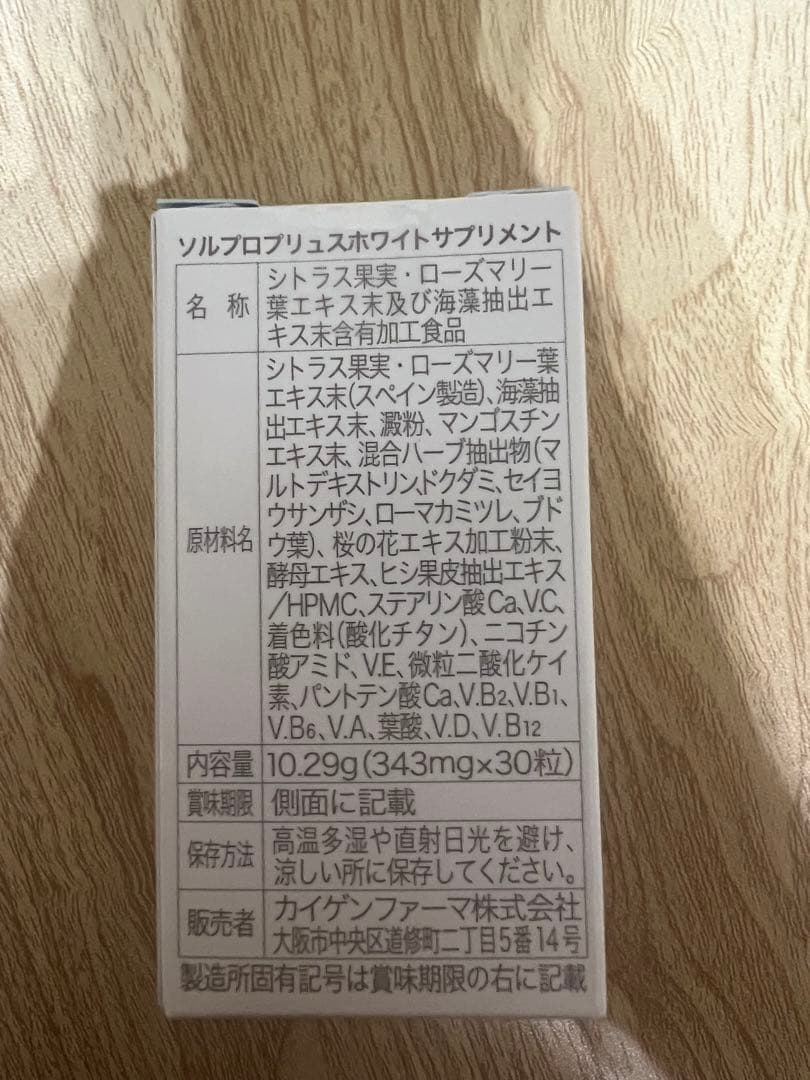 ソルプロプリュスホワイトサプリメント
名称
シトラス果実・ローズマリー
葉エキス末及び海藻抽出エ
キス末含有加工食品
原材料名
シトラス果実・ローズマリー葉
エキス末(スペイン製造)、海藻抽
出エキス末、澱粉、マンゴスチン
エキス末、混合ハーブ抽出物(マ
ルトデキストリン、ドクダミ、セイヨ
ウサンザシ、ローマカミツレ、ブド
ウ葉)、桜の花エキス加工粉末、
酵母エキス、ヒシ果皮抽出エキス
/HPMC、ステアリン酸Ca、V.C、
着色料(酸化チタン)、ニコチン
酸アミド、V.E、微粒二酸化ケイ
素、パントテン酸Ca、V.B2、V.B1、
V.B6、V.A、葉酸、V.D、V.B12
内容量
10.29g(343mg×30粒)
賞味期限
側面に記載
保存方法
高温多湿や直射日光を避け、
涼しい所に保存してください。
販売者
カイゲンファーマ株式会社
大阪市中央区道修町二丁目5番14号
製造所固有記号は賞味期限の右に記載